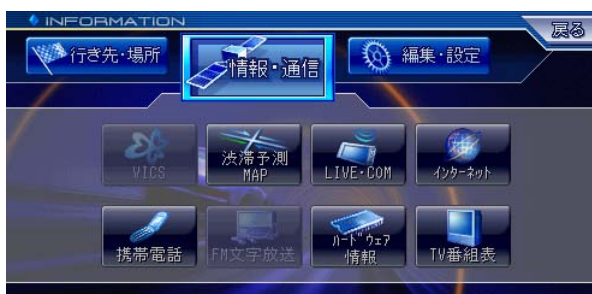 INFORMATION
戻る
行き先・場所
情報・通信
編集・設定
VICS
渋滞予測
MAP
LIVE・COM
インターネット
携帯電話
FM文字放送
ハードウェア
情報
TV番組表